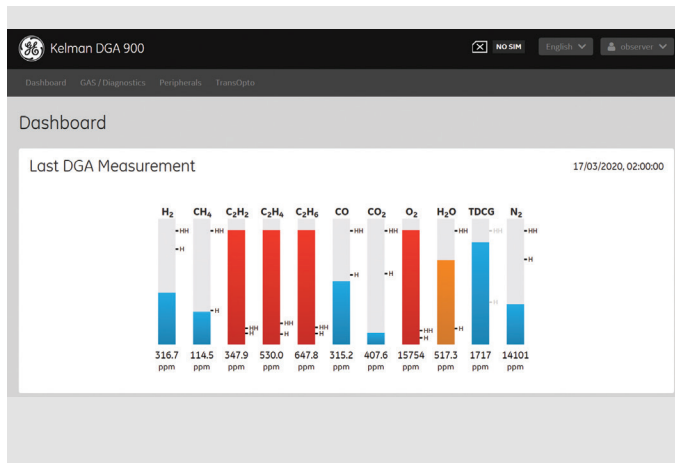 Kelman DGA 900
NO SIM
English
observer
Dashboard GAS / Diagnostics Peripherals TransOpto
Dashboard
Last DGA Measurement
17/03/2020, 02:00:00
H₂ CH₄ C₂H₂ C₂H₄ C₂H₆ CO CO₂ O₂ H₂O TDCG N₂
HH HH HH HH HH HH HH
H H
H H H
H
H
HH HH HH HH
H H H H H
316.7 114.5 347.9 530.0 647.8 315.2 407.6 15754 517.3 1717 14101
ppm ppm ppm ppm ppm ppm ppm ppm ppm ppm ppm